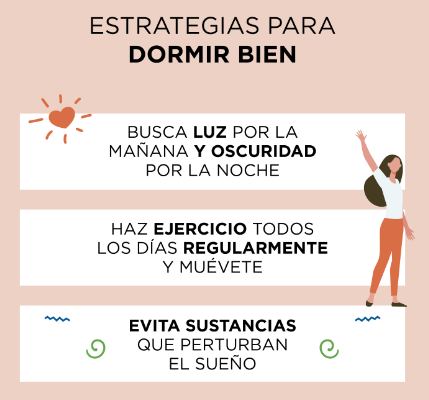 ESTRATEGIAS PARA
DORMIR BIEN
BUSCA LUZ POR LA
MAÑANA Y OSCURIDAD
POR LA NOCHE
HAZ EJERCICIO TODOS
LOS DÍAS REGULARMENTE
Y MUÉVETE
EVITA SUSTANCIAS
QUE PERTURBAN
EL SUEÑO